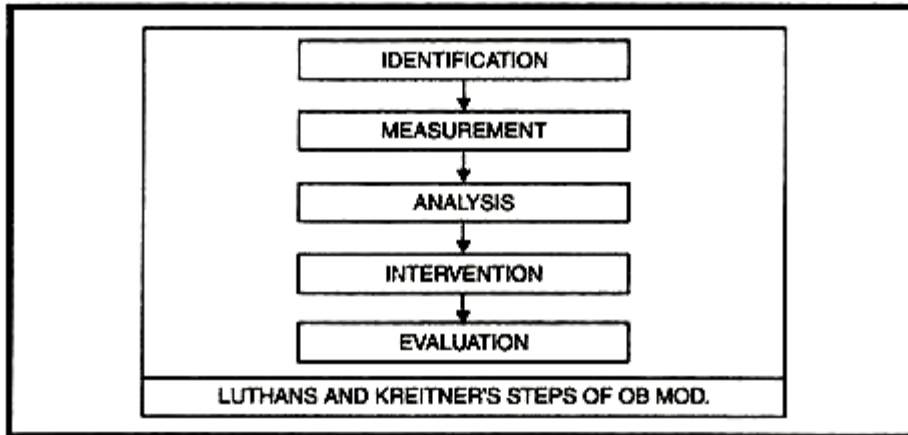 IDENTIFICATION
MEASUREMENT
ANALYSIS
INTERVENTION
EVALUATION
LUTHANS AND KREITNER'S STEPS OF OB MOD.